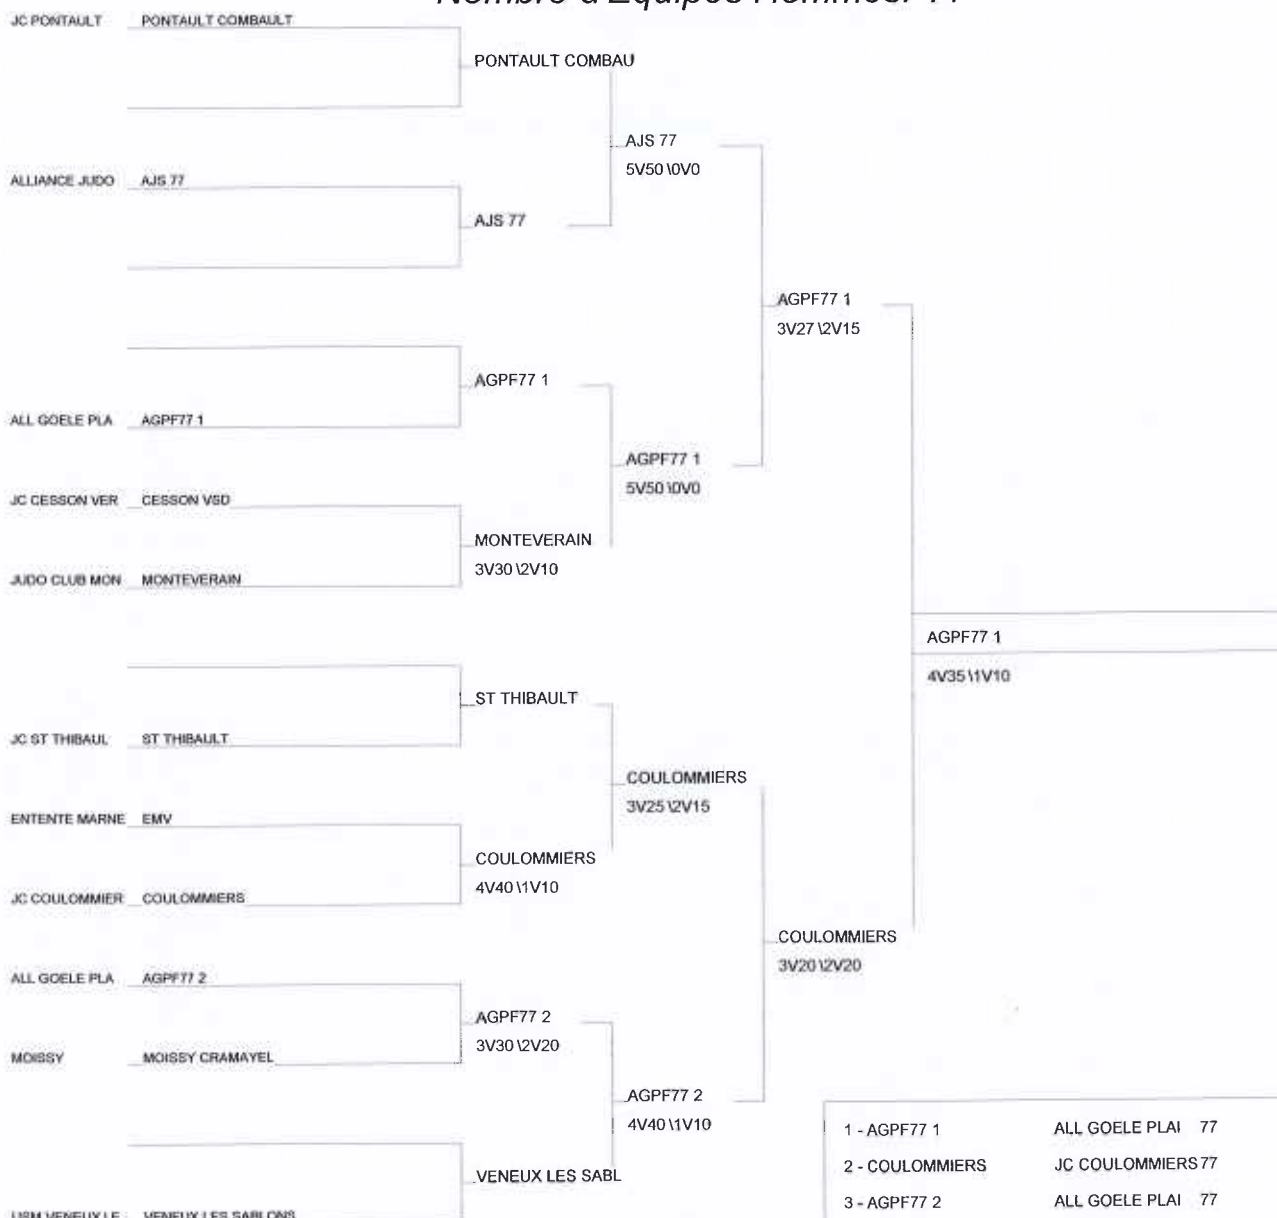 JC PONTAULT PONTAULT COMBAULT
PONTAULT COMBAU
AJS 77
5V50 \0V0
ALLIANCE JUDO AJS 77
AJS 77
AGPF77 1
3V27 \2V15
AGPF77 1
ALL GOELE PLA AGPF77 1
AGPF77 1
5V50 \0V0
JC CESSON VER CESSON VSD
MONTEVERAIN
3V30 \2V10
JUDO CLUB MON MONTEVERAIN
AGPF77 1
4V35 \1V10
ST THIBAULT
JC ST THIBAUL ST THIBAULT
COULOMMIERS
3V25 \2V15
ENTENTE MARNE EMV
COULOMMIERS
4V40 \1V10
JC COULOMMIER COULOMMIERS
COULOMMIERS
3V20 \2V20
ALL GOELE PLA AGPF77 2
AGPF77 2
3V30 \2V20
MOISSY MOISSY CRAMAYEL
AGPF77 2
4V40 \1V10
VENEUX LES SABL
USM VENEUX LE VENEUX LES SABLONS
1 - AGPF77 1 ALL GOELE PLAI 77
2 - COULOMMIERS JC COULOMMIERS 77
3 - AGPF77 2 ALL GOELE PLAI 77